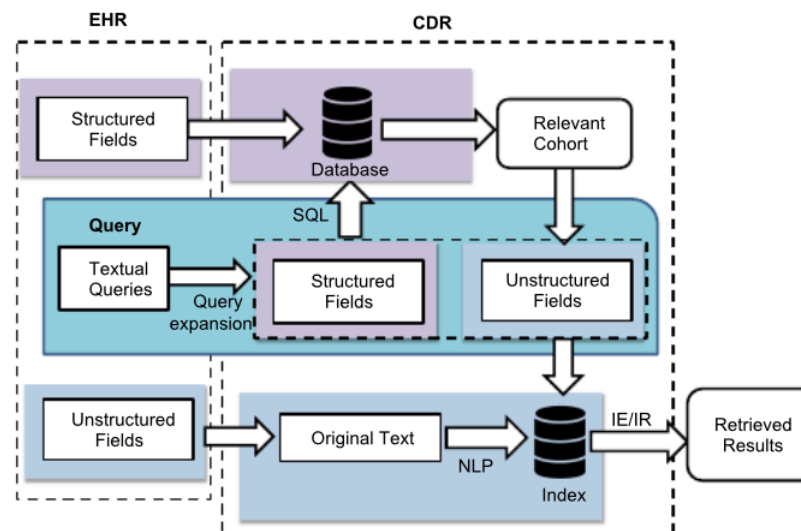 EHR
CDR
Structured
Fields
Database
Relevant
Cohort
SQL
Query
Textual
Queries
Query
expansion
Structured
Fields
Unstructured
Fields
Unstructured
Fields
Original Text
NLP
Index
IE/IR
Retrieved
Results